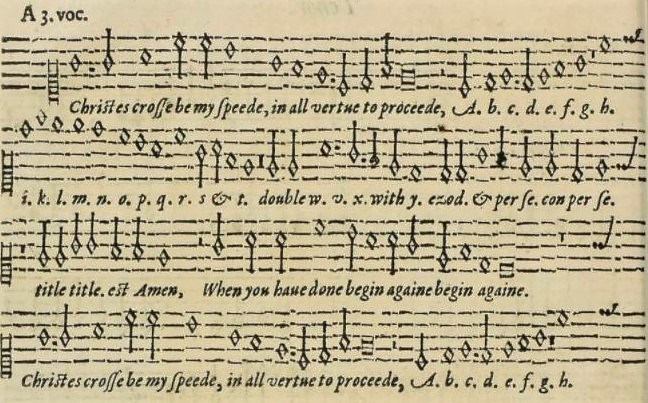 A 3. voc.
Christes crosse be my speede, in all vertue to proceede, A. b. c. d. e. f. g. h.
i. k. l. m. n. o. p. q. r. s & t. double w. v. x. with y. ezod. & per se. con per se.
title title. est Amen, When you haue done begin againe begin againe.
Christes crosse be my speede, in all vertue to proceede, A. b. c. d. e. f. g. h.